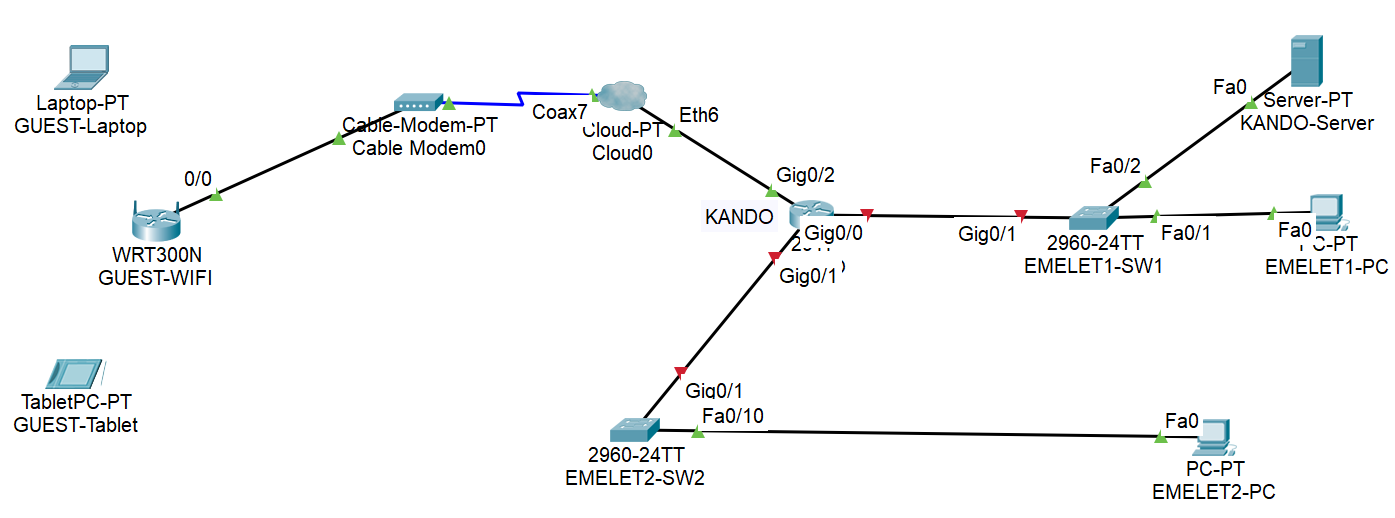 Laptop-PT
GUEST-Laptop
Cable-Modem-PT
Cable Modem0
Coax7
Cloud-PT
Cloud0
Eth6
Fa0
Server-PT
KANDO-Server
0/0
WRT300N
GUEST-WIFI
KANDO
Gig0/2
Gig0/0
Gig0/1
Gig0/1
Fa0/2
2960-24TT
EMELET1-SW1
Fa0/1
Fa0
PC-PT
EMELET1-PC
TabletPC-PT
GUEST-Tablet
Gig0/1
Fa0/10
2960-24TT
EMELET2-SW2
Fa0
PC-PT
EMELET2-PC